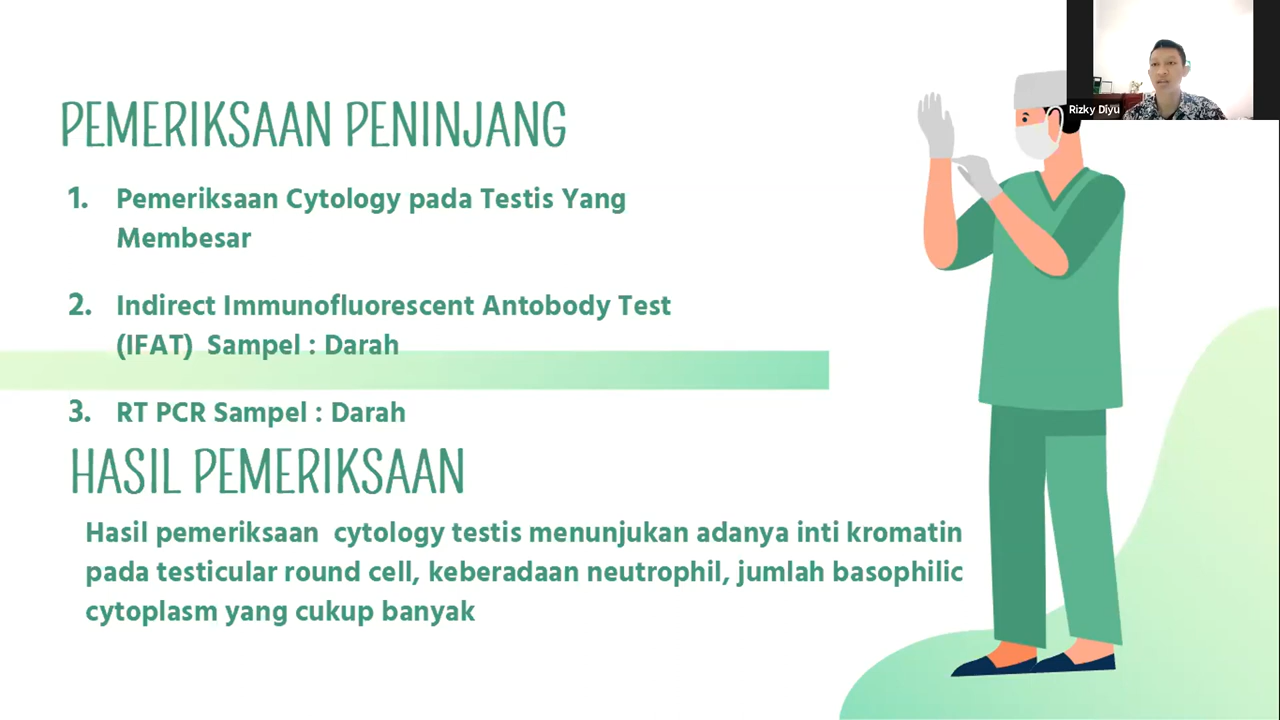 PEMERIKSAAN PENINJANG
1. Pemeriksaan Cytology pada Testis Yang
Membesar
2. Indirect Immunofluorescent Antobody Test
(IFAT) Sampel : Darah
3. RT PCR Sampel : Darah
HASIL PEMERIKSAAN
Hasil pemeriksaan cytology testis menunjukan adanya inti kromatin
pada testicular round cell, keberadaan neutrophil, jumlah basophilic
cytoplasm yang cukup banyak
Rizky Diyu